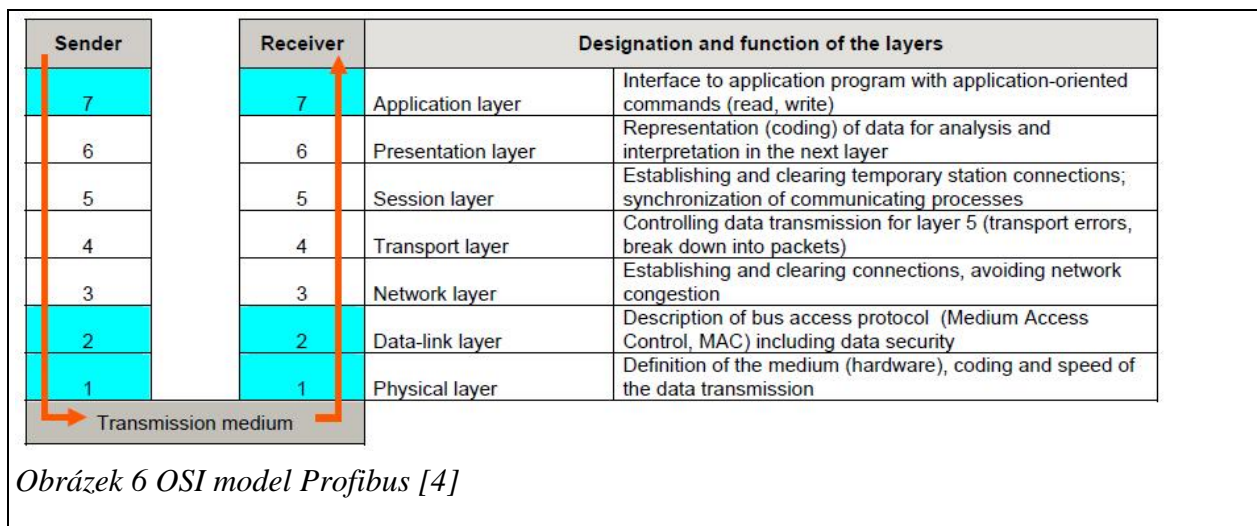 Sender Receiver Designation and function of the layers
7 7 Application layer Interface to application program with application-oriented
commands (read, write)
6 6 Presentation layer Representation (coding) of data for analysis and
interpretation in the next layer
5 5 Session layer Establishing and clearing temporary station connections;
synchronization of communicating processes
4 4 Transport layer Controlling data transmission for layer 5 (transport errors,
break down into packets)
3 3 Network layer Establishing and clearing connections, avoiding network
congestion
2 2 Data-link layer Description of bus access protocol (Medium Access
Control, MAC) including data security
1 1 Physical layer Definition of the medium (hardware), coding and speed of
the data transmission
Transmission medium
Obrázek 6 OSI model Profibus [4]